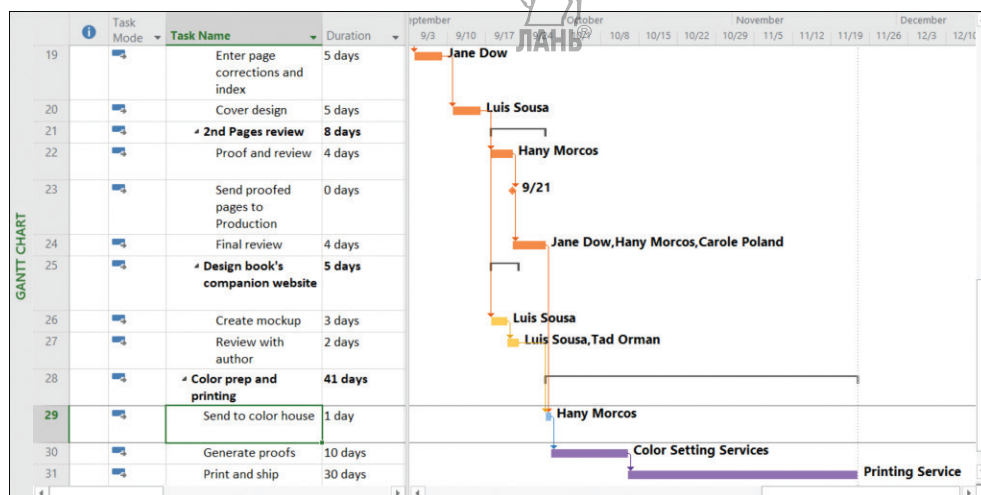 Task Mode Task Name Duration
eptember October November December
9/3 9/10 9/17 9/24 10/8 10/15 10/22 10/29 11/5 11/12 11/19 11/26 12/3 12/10
ЛАНЬ®
GANTT CHART
19 Enter page corrections and index 5 days Jane Dow
20 Cover design 5 days Luis Sousa
21 2nd Pages review 8 days
22 Proof and review 4 days Hany Morcos
23 Send proofed pages to Production 0 days 9/21
24 Final review 4 days Jane Dow,Hany Morcos,Carole Poland
25 Design book's companion website 5 days
26 Create mockup 3 days Luis Sousa
27 Review with author 2 days Luis Sousa,Tad Orman
28 Color prep and printing 41 days
29 Send to color house 1 day Hany Morcos
30 Generate proofs 10 days Color Setting Services
31 Print and ship 30 days Printing Service